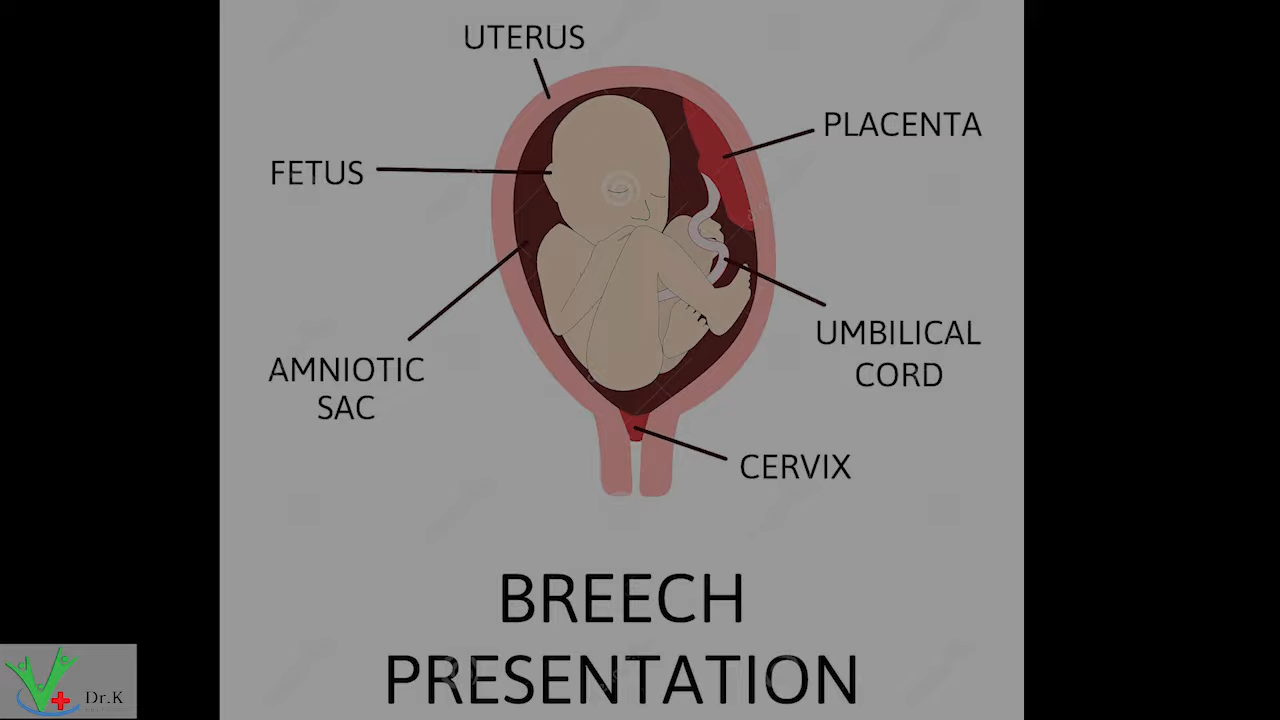 UTERUS
PLACENTA
FETUS
UMBILICAL
CORD
AMNIOTIC
SAC
CERVIX
BREECH
PRESENTATION
Dr.K